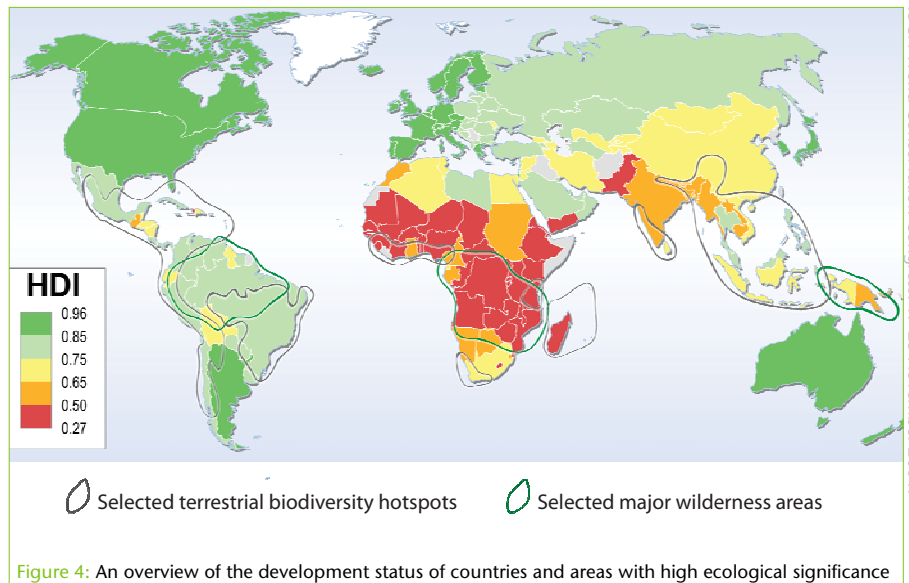 HDI
0.96
0.85
0.75
0.65
0.50
0.27
Selected terrestrial biodiversity hotspots
Selected major wilderness areas
Figure 4: An overview of the development status of countries and areas with high ecological significance